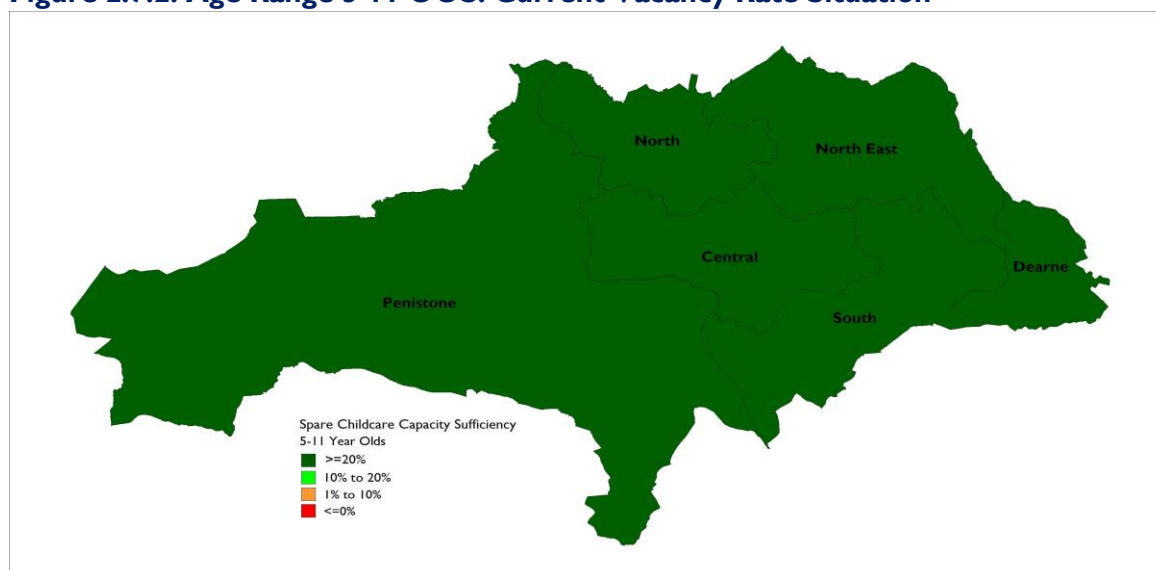 North
North East
Central
Dearne
Penistone
South
Spare Childcare Capacity Sufficiency
5-11 Year Olds
>=20%
10% to 20%
1% to 10%
<=0%